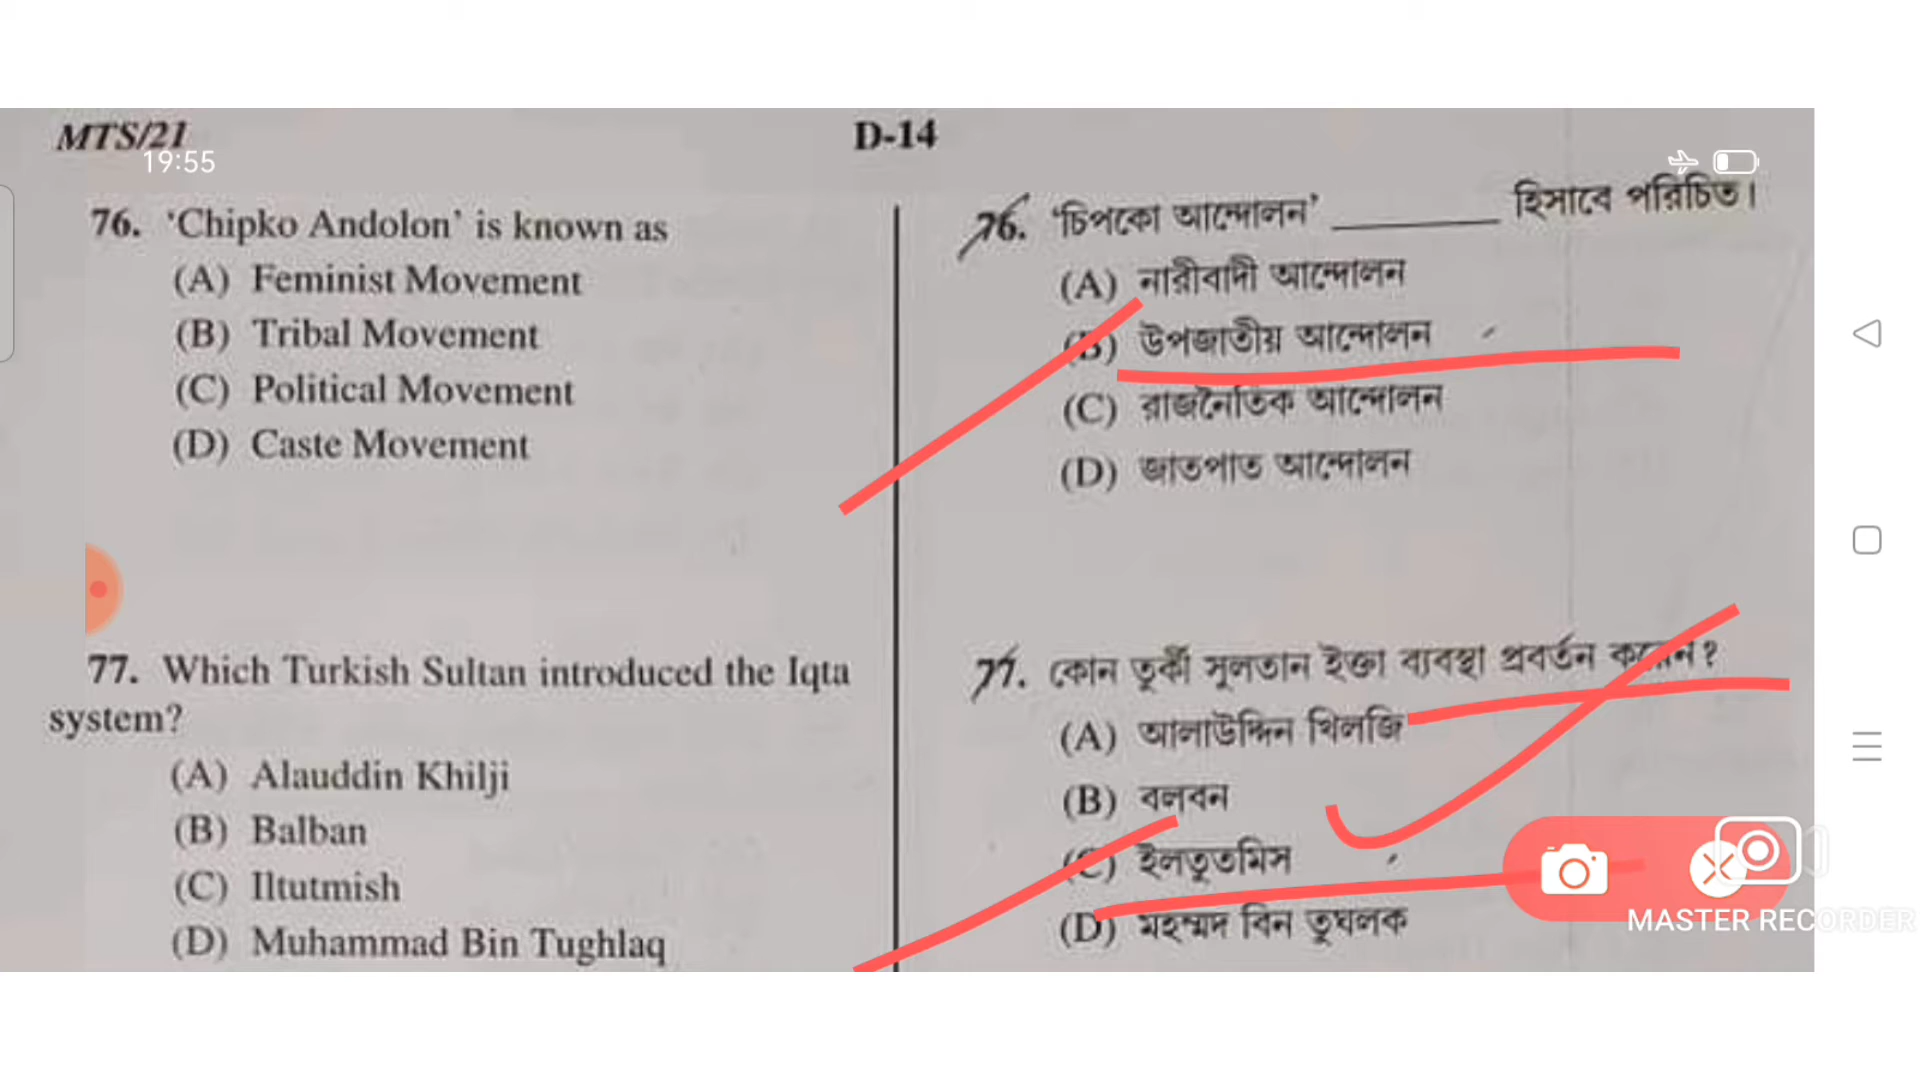 MTS/21
D-14
19:55
76. ‘Chipko Andolon’ is known as
(A) Feminist Movement
(B) Tribal Movement
(C) Political Movement
(D) Caste Movement
77. Which Turkish Sultan introduced the Iqta
system?
(A) Alauddin Khilji
(B) Balban
(C) Iltutmish
(D) Muhammad Bin Tughlaq
76. ‘চিপকো আন্দোলন’ ________ হিসাবে পরিচিত।
(A) নারীবাদী আন্দোলন
(B) উপজাতীয় আন্দোলন
(C) রাজনৈতিক আন্দোলন
(D) জাতপাত আন্দোলন
77. কোন তুর্কী সুলতান ইক্তা ব্যবস্থা প্রবর্তন করেন?
(A) আলাউদ্দিন খিলজি
(B) বলবন
(C) ইলতুতমিস
(D) মহম্মদ বিন তুঘলক
MASTER RECORDER